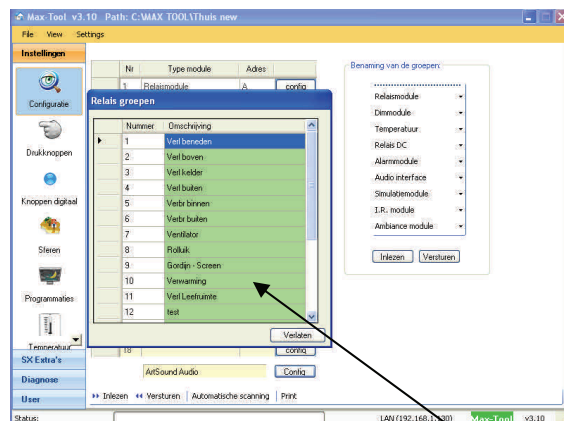 Max-Tool v3.10 Path: C:\MAX TOOL\Thuis new
File View Settings
Instellingen
Configuratie
Drukknoppen
Knoppen digitaal
Sferen
Programmaties
Temperatuur
SX Extra's
Diagnose
User
Nr Type module Adres
1 Relaismodule A config
Relais groepen
Nummer Omschrijving
1 Verl beneden
2 Verl boven
3 Verl kelder
4 Verl buiten
5 Verbr binnen
6 Verbr buiten
7 Ventilator
8 Rolluik
9 Gordijn - Screen
10 Verwarming
11 Verl Leefruimte
12 test
Verlaten
18 config
ArtSound Audio Config
Inlezen Versturen Automatische scanning Print
Benaming van de groepen:
Relaismodule
Dimmodule
Temperatuur
Relais DC
Alarmmodule
Audio interface
Simulatiemodule
I.R. module
Ambiance module
Inlezen Versturen
Status: LAN (192.168.1.130) Max-Tool v3.10